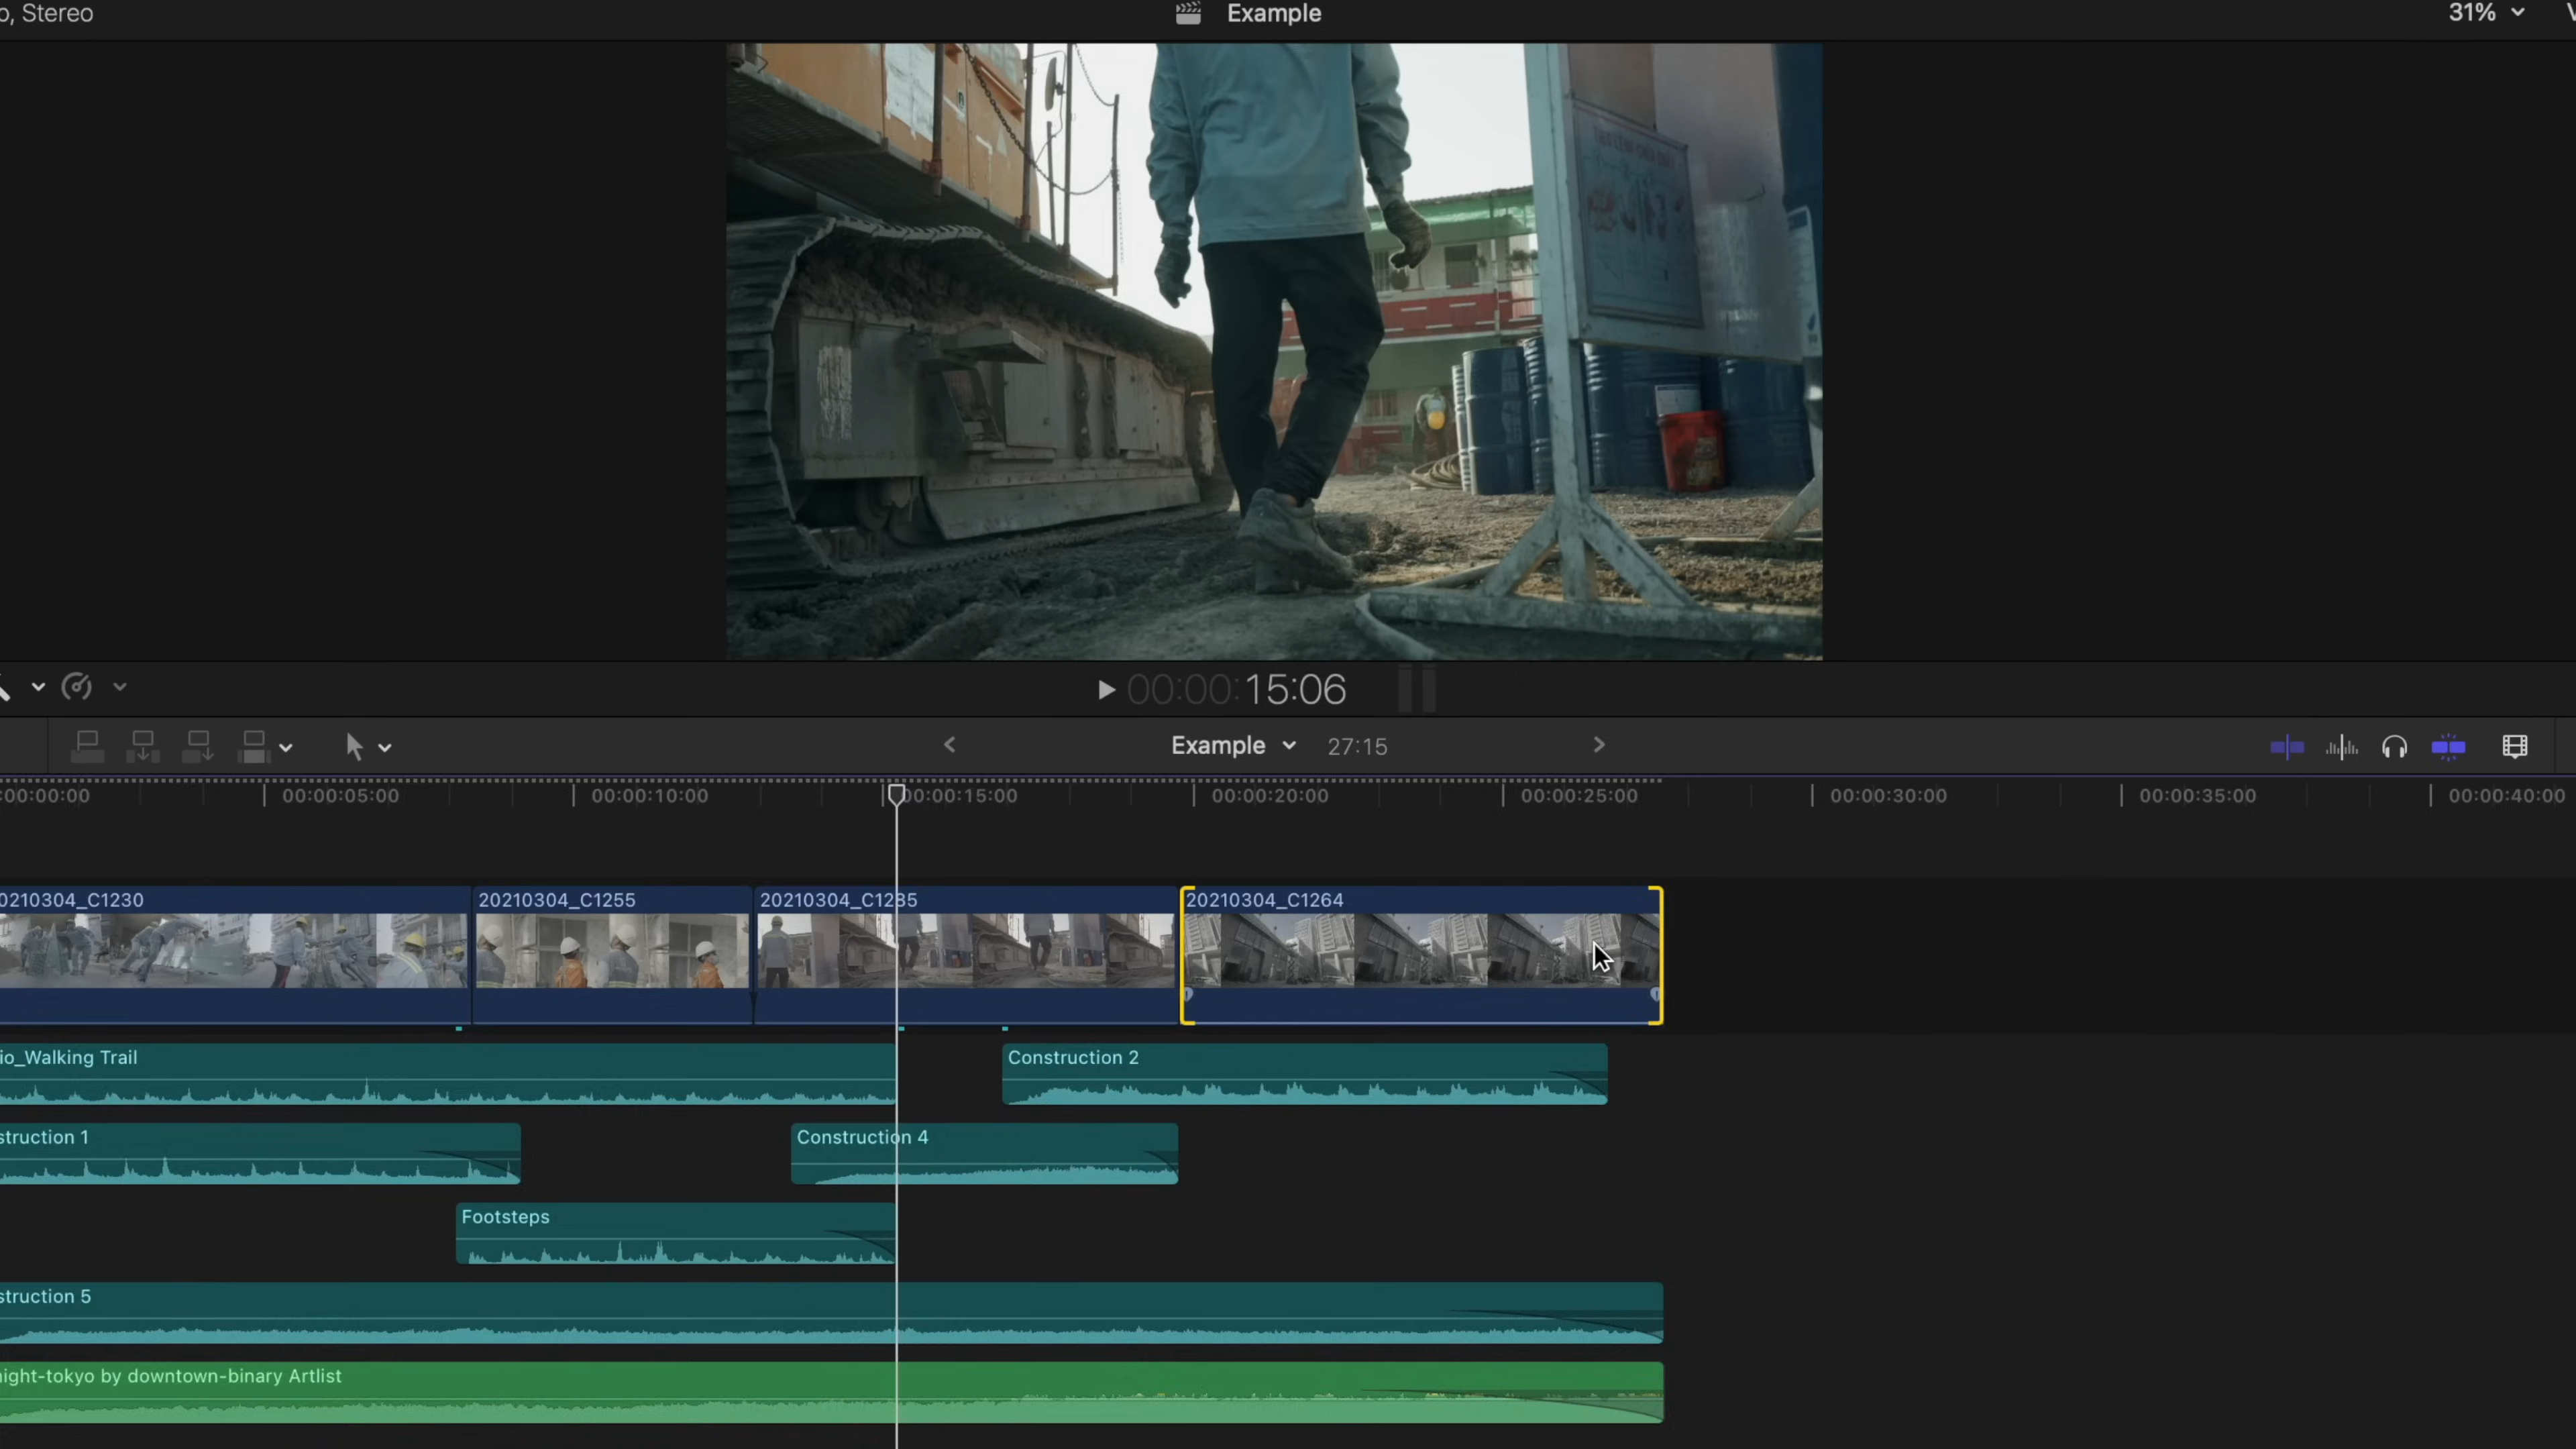 o, Stereo
Example
31%
00:00:15:06
Example 27:15
:00:00:00 00:00:05:00 00:00:10:00 00:00:15:00 00:00:20:00 00:00:25:00 00:00:30:00 00:00:35:00 00:00:40:00
0210304_C1230 20210304_C1255 20210304_C1285 20210304_C1264
io_Walking Trail
Construction 2
struction 1
Construction 4
Footsteps
struction 5
night-tokyo by downtown-binary Artlist